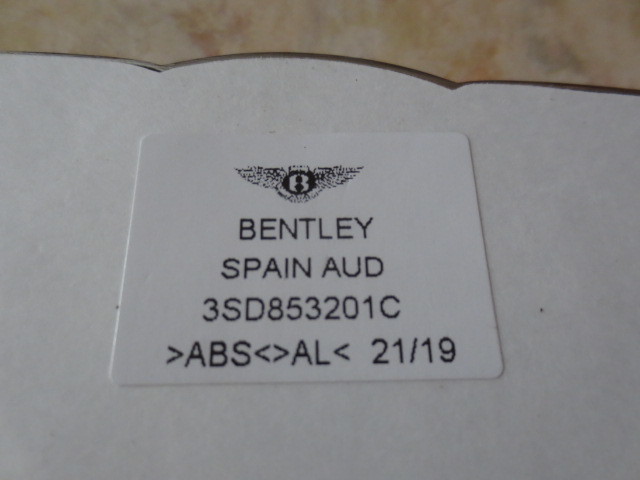 B
BENTLEY
SPAIN AUD
3SD853201C
>ABS<>AL< 21/19